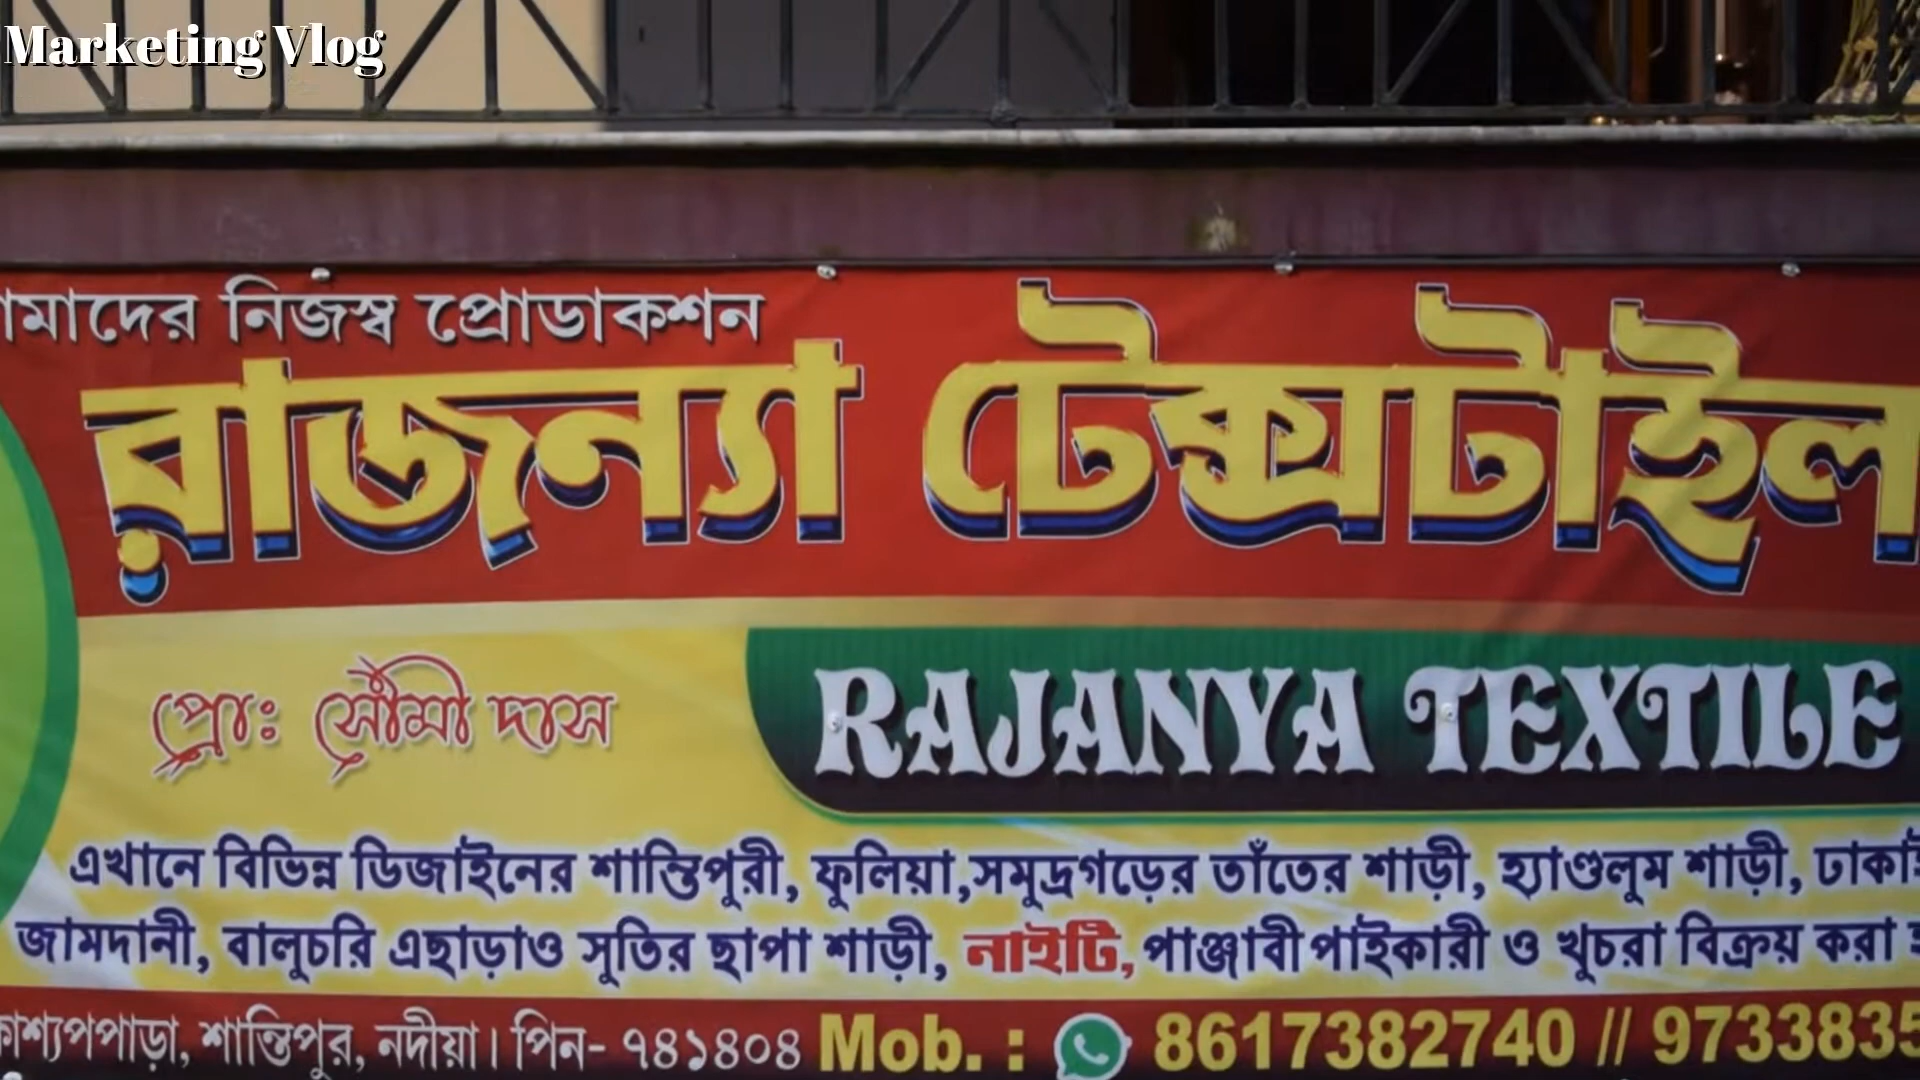 Marketing Vlog
মাদের নিজস্ব প্রোডাকশন
রাজন্যা টেক্সটাইল
প্রোঃ সৌমী দাস
RAJANYA TEXTILE
এখানে বিভিন্ন ডিজাইনের শান্তিপুরী, ফুলিয়া,সমুদ্রগড়ের তাঁতের শাড়ী, হ্যাণ্ডলুম শাড়ী, ঢাকাই
জামদানী, বালুচরি এছাড়াও সূতির ছাপা শাড়ী, নাইটি, পাঞ্জাবী পাইকারী ও খুচরা বিক্রয় করা
কাশ্যপপাড়া, শান্তিপুর, নদীয়া। পিন- ৭৪১৪০৪ Mob. : 8617382740 // 9733835